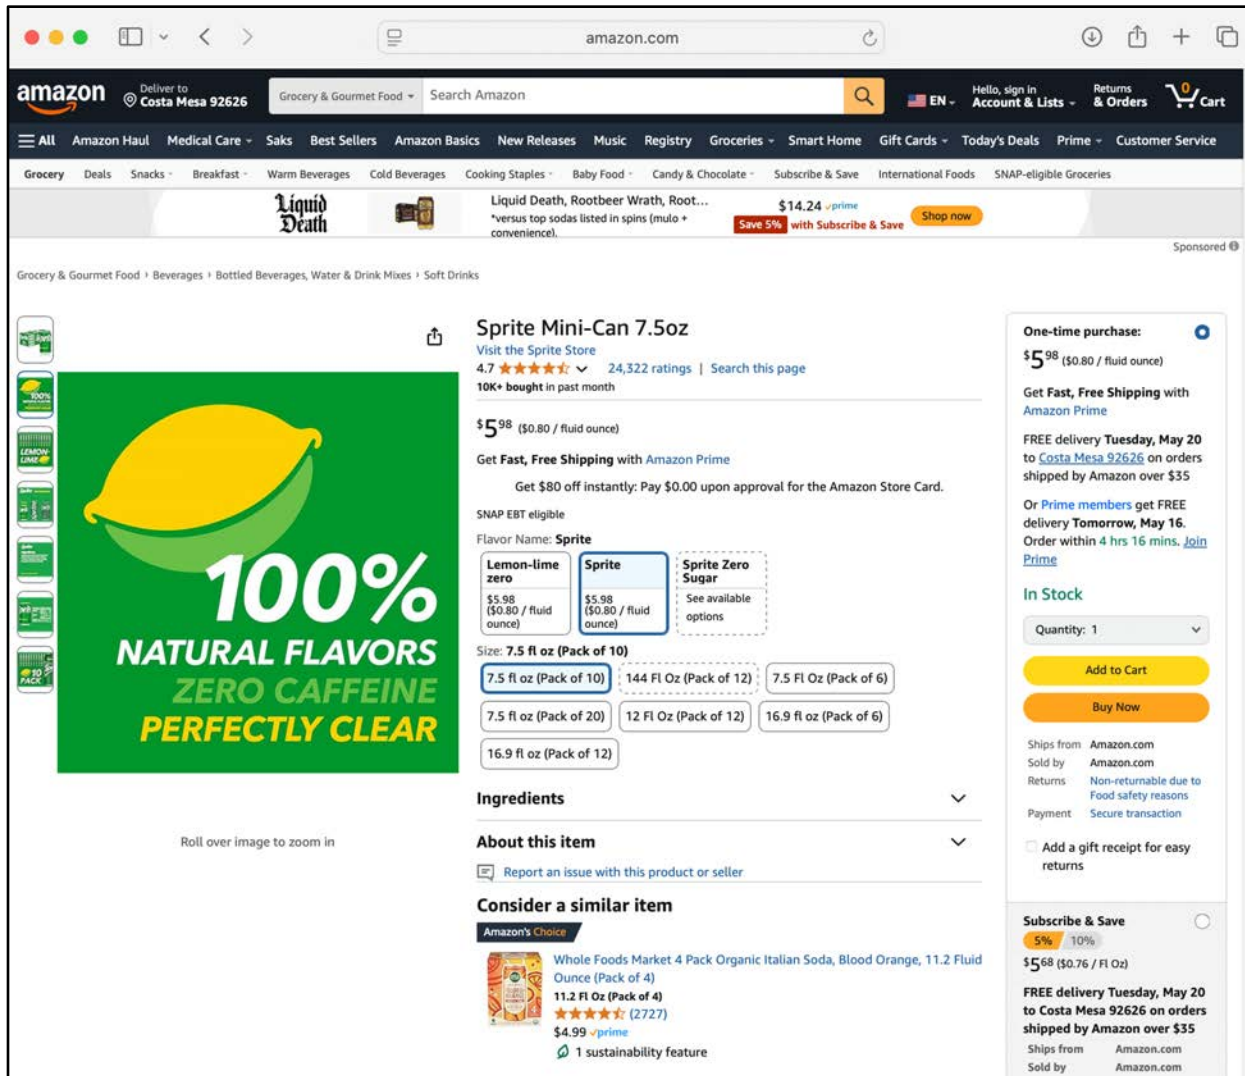 amazon.com
amazon
Deliver to
Costa Mesa 92626
Grocery & Gourmet Food
Search Amazon
EN
Hello, sign in
Account & Lists
Returns
& Orders
0
Cart
All Amazon Haul Medical Care Saks Best Sellers Amazon Basics New Releases Music Registry Groceries Smart Home Gift Cards Today's Deals Prime Customer Service
Grocery Deals Snacks Breakfast Warm Beverages Cold Beverages Cooking Staples Baby Food Candy & Chocolate Subscribe & Save International Foods SNAP-eligible Groceries
Liquid
Death
Liquid Death, Rootbeer Wrath, Root...
*versus top sodas listed in spins (mulo +
convenience).
$14.24 prime
Save 5% with Subscribe & Save
Shop now
Sponsored
Grocery & Gourmet Food › Beverages › Bottled Beverages, Water & Drink Mixes › Soft Drinks
100%
LEMON-
LIME
10
PACK
100%
NATURAL FLAVORS
ZERO CAFFEINE
PERFECTLY CLEAR
Roll over image to zoom in
Sprite Mini-Can 7.5oz
Visit the Sprite Store
4.7 24,322 ratings | Search this page
10K+ bought in past month
$5.98 ($0.80 / fluid ounce)
Get Fast, Free Shipping with Amazon Prime
Get $80 off instantly: Pay $0.00 upon approval for the Amazon Store Card.
SNAP EBT eligible
Flavor Name: Sprite
Lemon-lime
zero
$5.98
($0.80 / fluid
ounce)
Sprite
$5.98
($0.80 / fluid
ounce)
Sprite Zero
Sugar
See available
options
Size: 7.5 fl oz (Pack of 10)
7.5 fl oz (Pack of 10) 144 Fl Oz (Pack of 12) 7.5 Fl Oz (Pack of 6)
7.5 fl oz (Pack of 20) 12 Fl Oz (Pack of 12) 16.9 fl oz (Pack of 6)
16.9 fl oz (Pack of 12)
Ingredients
About this item
Report an issue with this product or seller
Consider a similar item
Amazon's Choice
Whole Foods Market 4 Pack Organic Italian Soda, Blood Orange, 11.2 Fluid
Ounce (Pack of 4)
11.2 Fl Oz (Pack of 4)
(2727)
$4.99 prime
1 sustainability feature
One-time purchase:
$5.98 ($0.80 / fluid ounce)
Get Fast, Free Shipping with
Amazon Prime
FREE delivery Tuesday, May 20
to Costa Mesa 92626 on orders
shipped by Amazon over $35
Or Prime members get FREE
delivery Tomorrow, May 16.
Order within 4 hrs 16 mins. Join
Prime
In Stock
Quantity: 1
Add to Cart
Buy Now
Ships from Amazon.com
Sold by Amazon.com
Returns Non-returnable due to
Food safety reasons
Payment Secure transaction
Add a gift receipt for easy
returns
Subscribe & Save
5% 10%
$5.68 ($0.76 / Fl Oz)
FREE delivery Tuesday, May 20
to Costa Mesa 92626 on orders
shipped by Amazon over $35
Ships from Amazon.com
Sold by Amazon.com